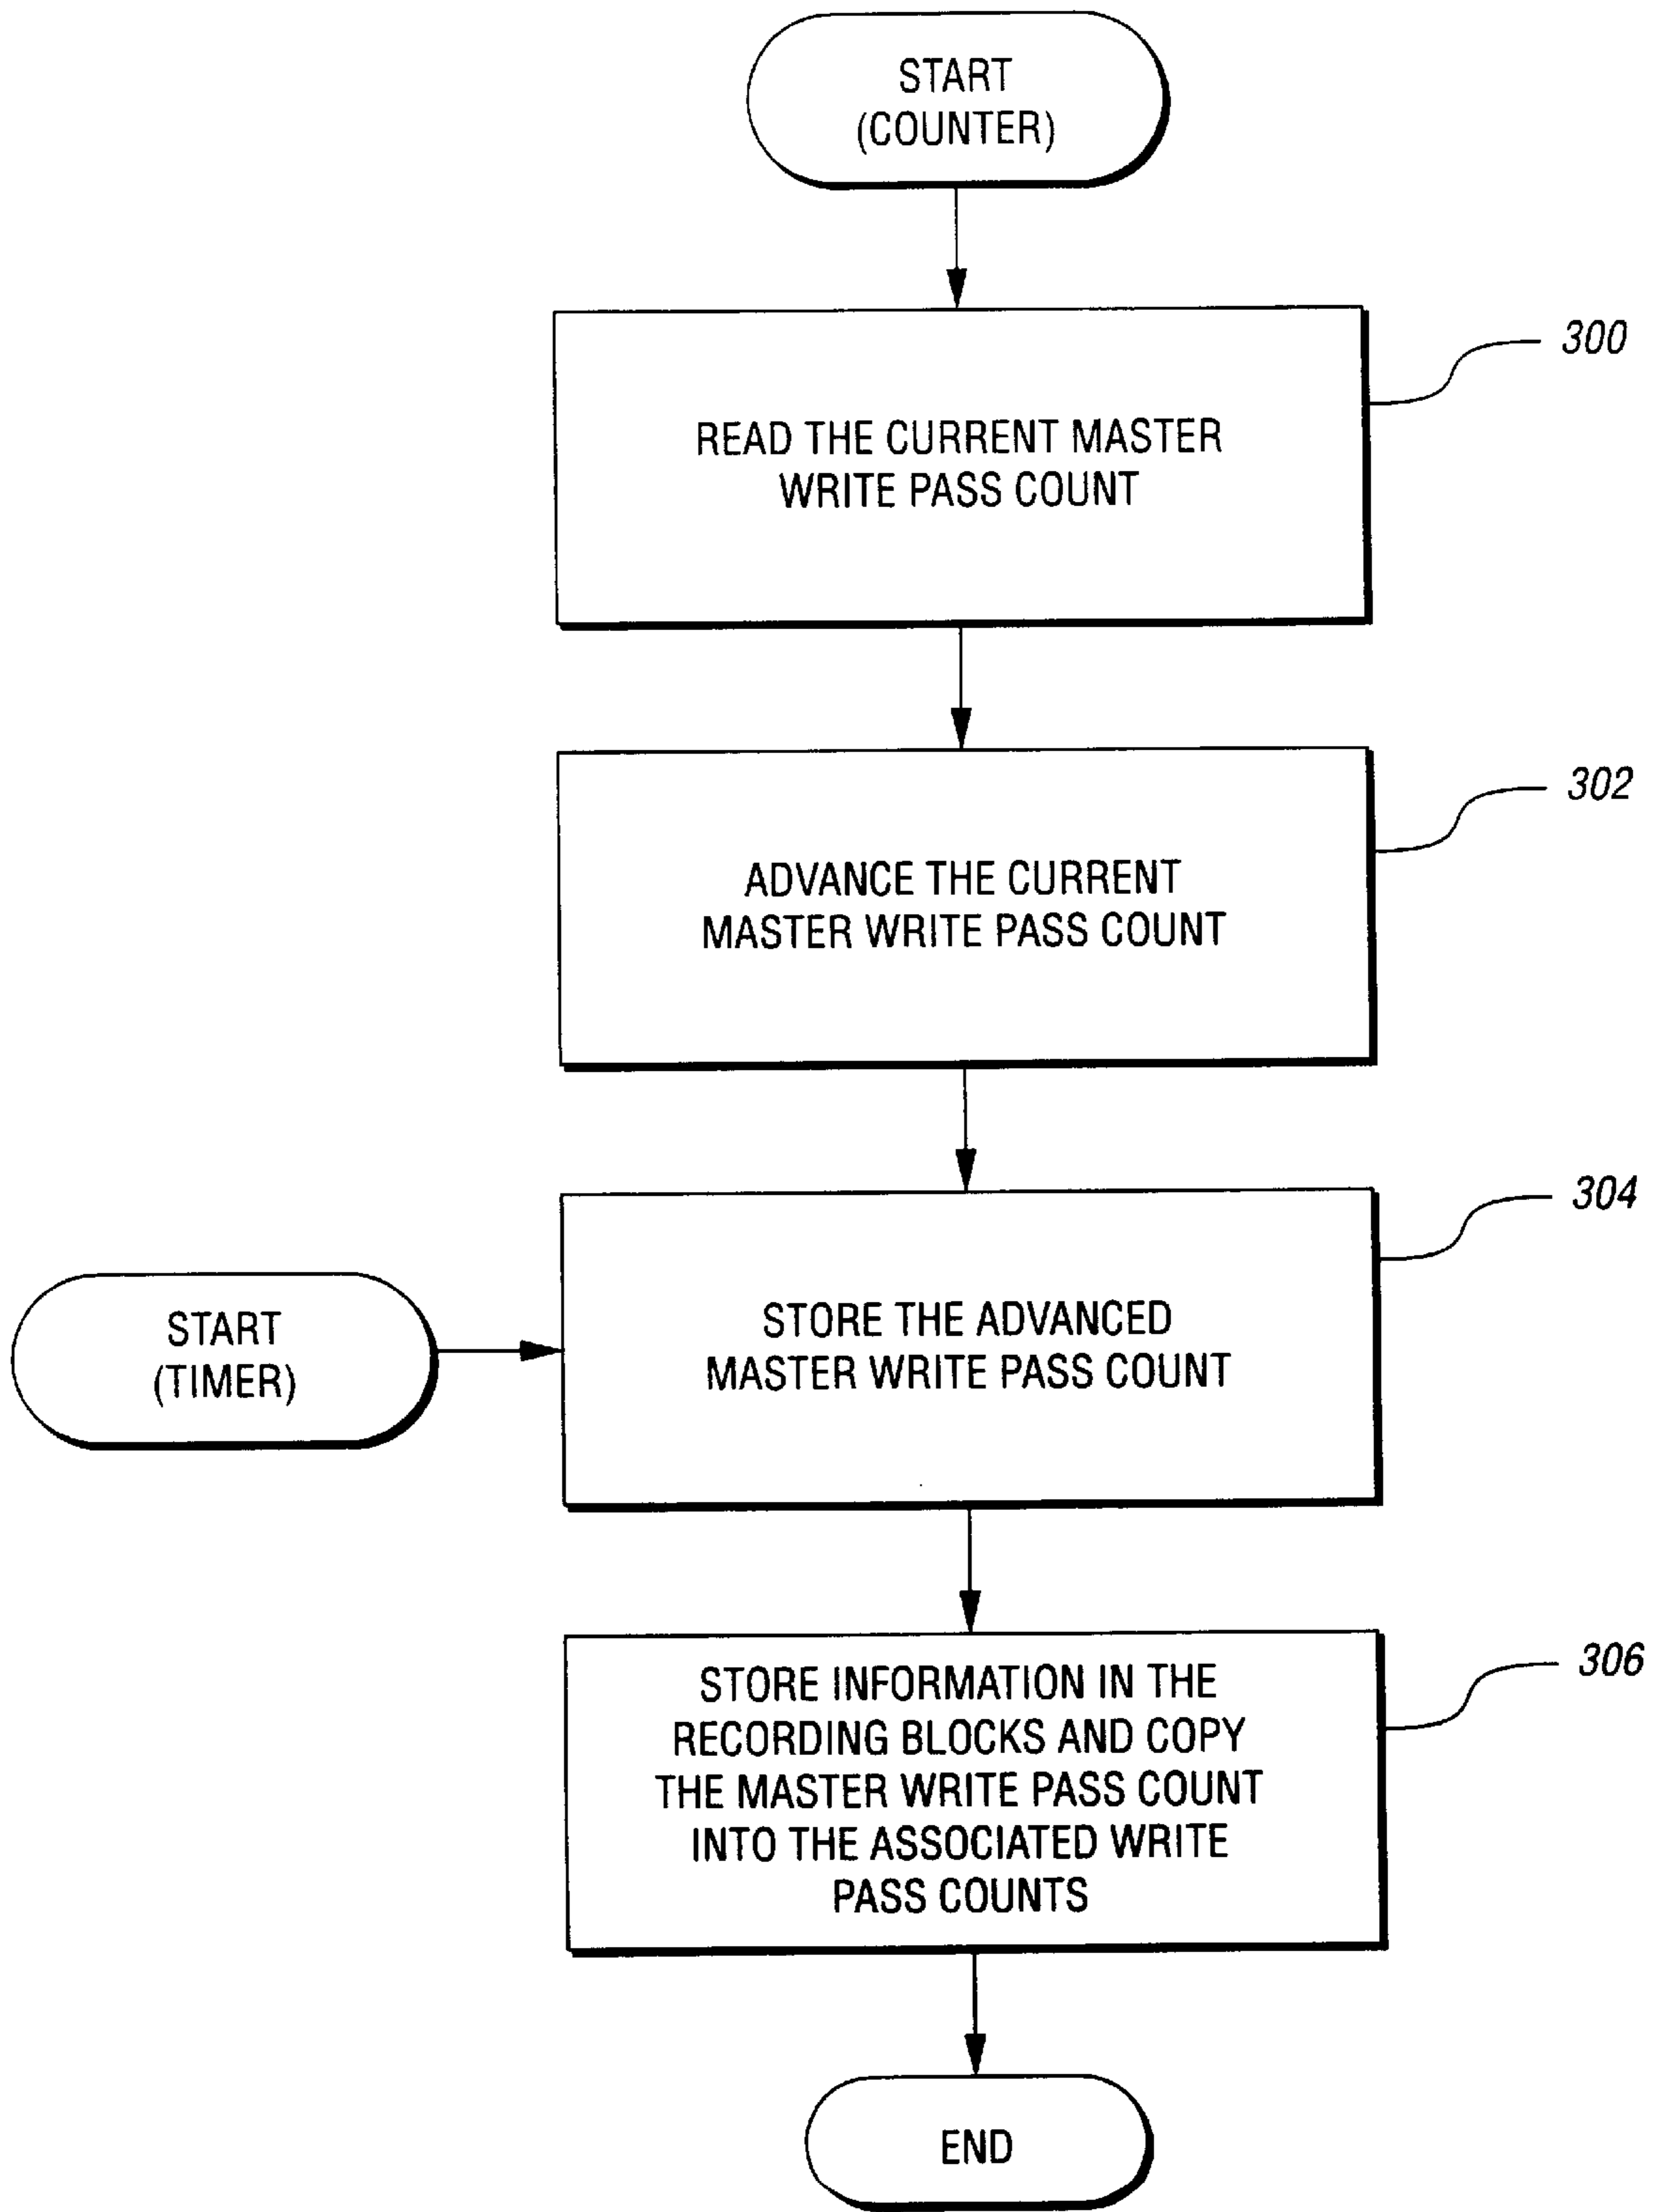 START
(COUNTER)
300
READ THE CURRENT MASTER
WRITE PASS COUNT
302
ADVANCE THE CURRENT
MASTER WRITE PASS COUNT
304
START
(TIMER)
STORE THE ADVANCED
MASTER WRITE PASS COUNT
306
STORE INFORMATION IN THE
RECORDING BLOCKS AND COPY
THE MASTER WRITE PASS COUNT
INTO THE ASSOCIATED WRITE
PASS COUNTS
END